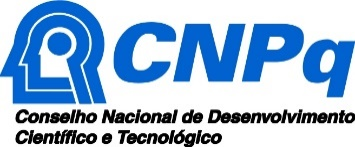 CNPq
Conselho Nacional de Desenvolvimento
Científico e Tecnológico